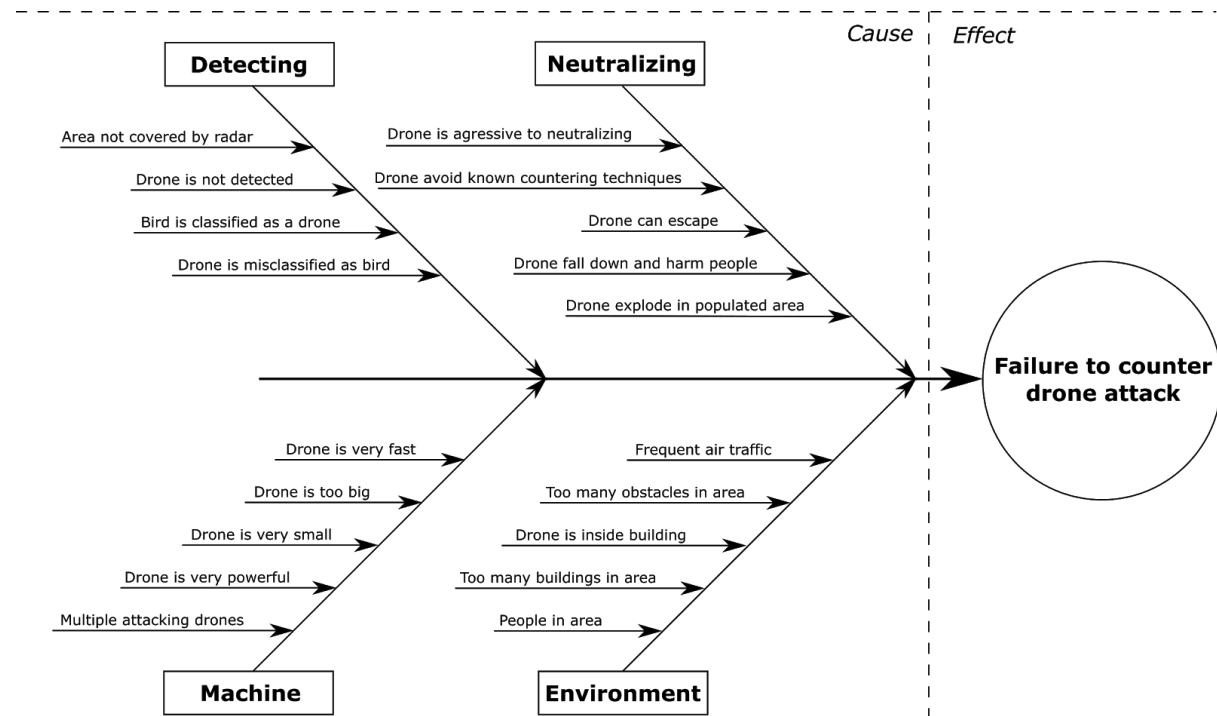 Cause
Effect
Detecting
Neutralizing
Area not covered by radar
Drone is not detected
Bird is classified as a drone
Drone is misclassified as bird
Drone is agressive to neutralizing
Drone avoid known countering techniques
Drone can escape
Drone fall down and harm people
Drone explode in populated area
Failure to counter
drone attack
Drone is very fast
Drone is too big
Drone is very small
Drone is very powerful
Multiple attacking drones
Frequent air traffic
Too many obstacles in area
Drone is inside building
Too many buildings in area
People in area
Machine
Environment